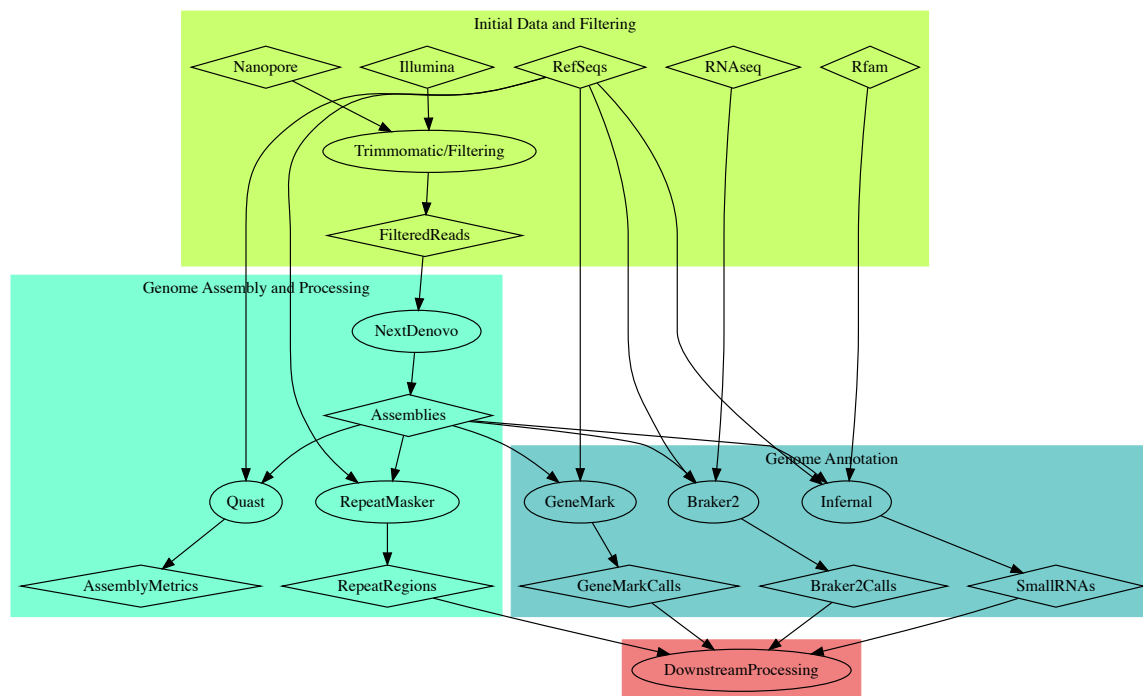 Initial Data and Filtering
Nanopore
Illumina
RefSeqs
RNAseq
Rfam
Trimmomatic/Filtering
FilteredReads
Genome Assembly and Processing
NextDenovo
Assemblies
Genome Annotation
Quast
RepeatMasker
GeneMark
Braker2
Infernal
AssemblyMetrics
RepeatRegions
GeneMarkCalls
Braker2Calls
SmallRNAs
DownstreamProcessing